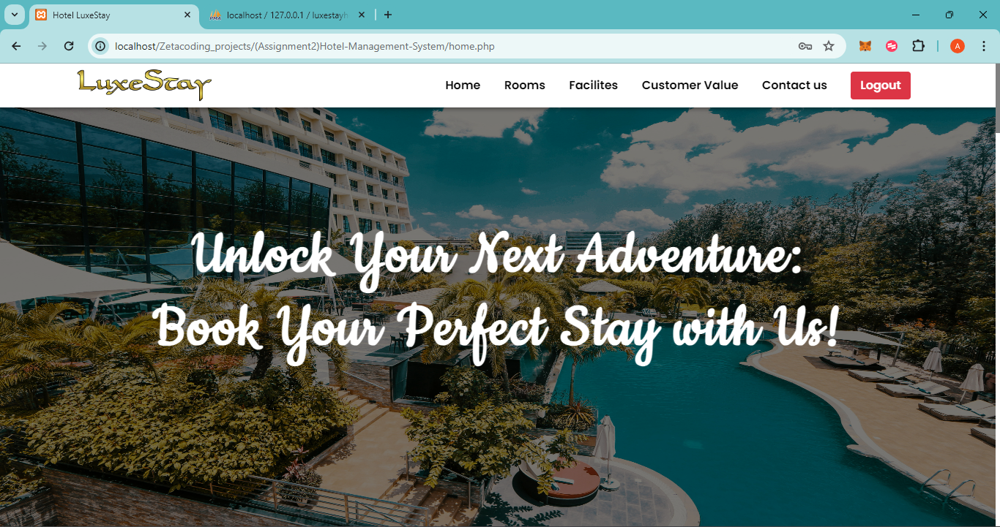 Hotel LuxeStay
localhost / 127.0.0.1 / luxestayh
localhost/Zetacoding_projects/(Assignment2)Hotel-Management-System/home.php
A
LuxeStay
Home Rooms Facilites Customer Value Contact us Logout
Unlock Your Next Adventure:
Book Your Perfect Stay with Us!